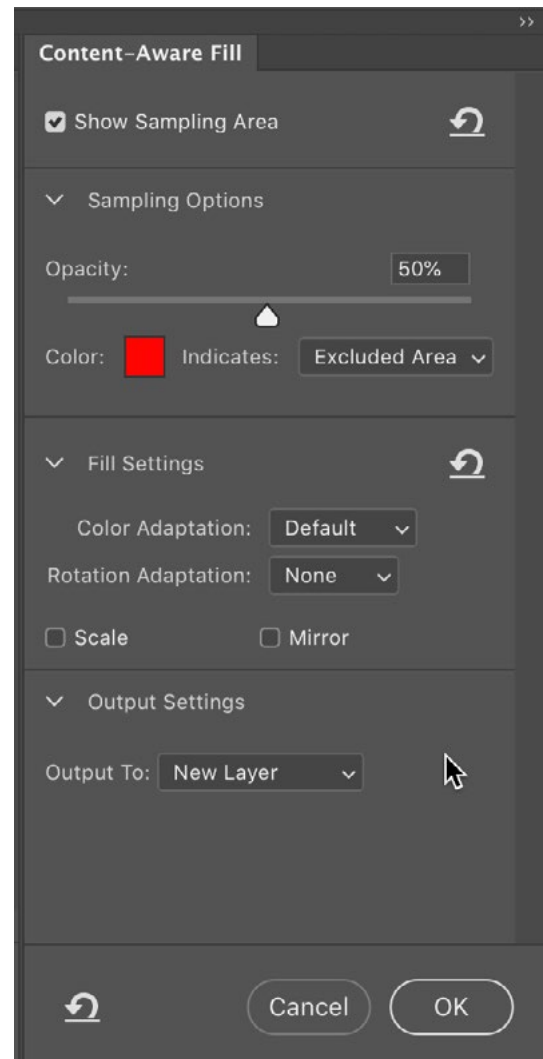 Content-Aware Fill
Show Sampling Area
Sampling Options
Opacity: 50%
Color: Indicates: Excluded Area
Fill Settings
Color Adaptation: Default
Rotation Adaptation: None
Scale Mirror
Output Settings
Output To: New Layer
Cancel OK